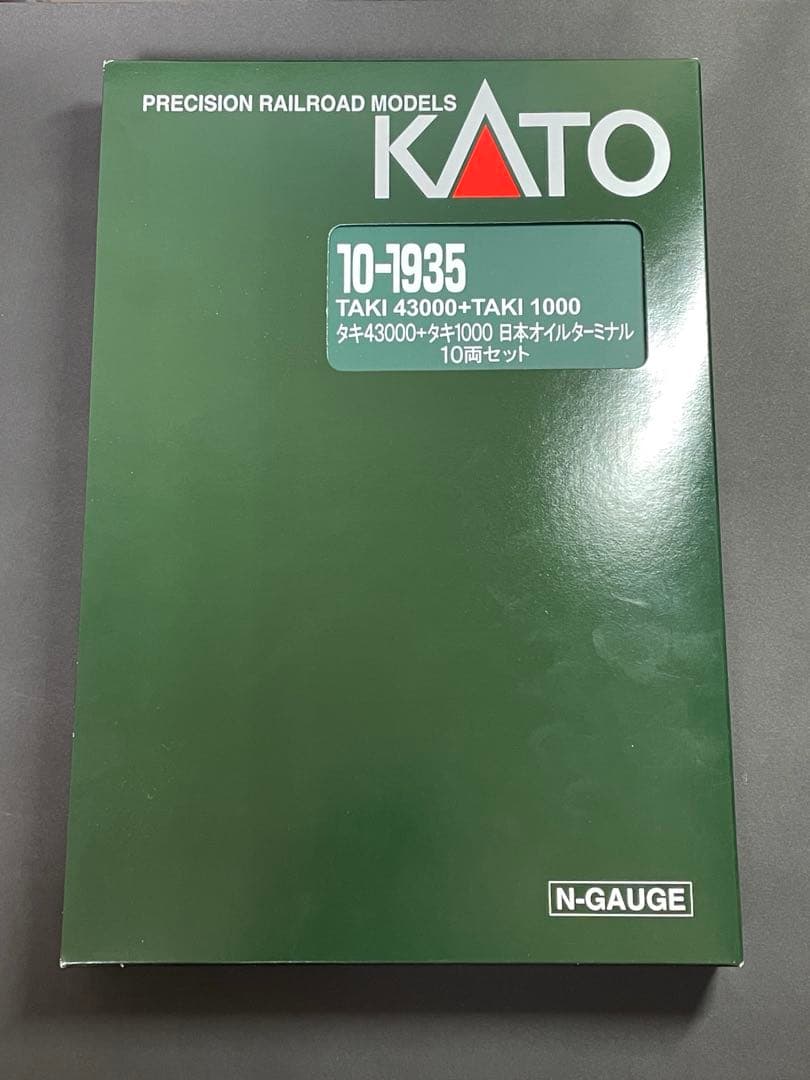 PRECISION RAILROAD MODELS
KATO
10-1935
TAKI 43000+TAKI 1000
タキ43000+タキ1000 日本オイルターミナル
10両セット
N-GAUGE